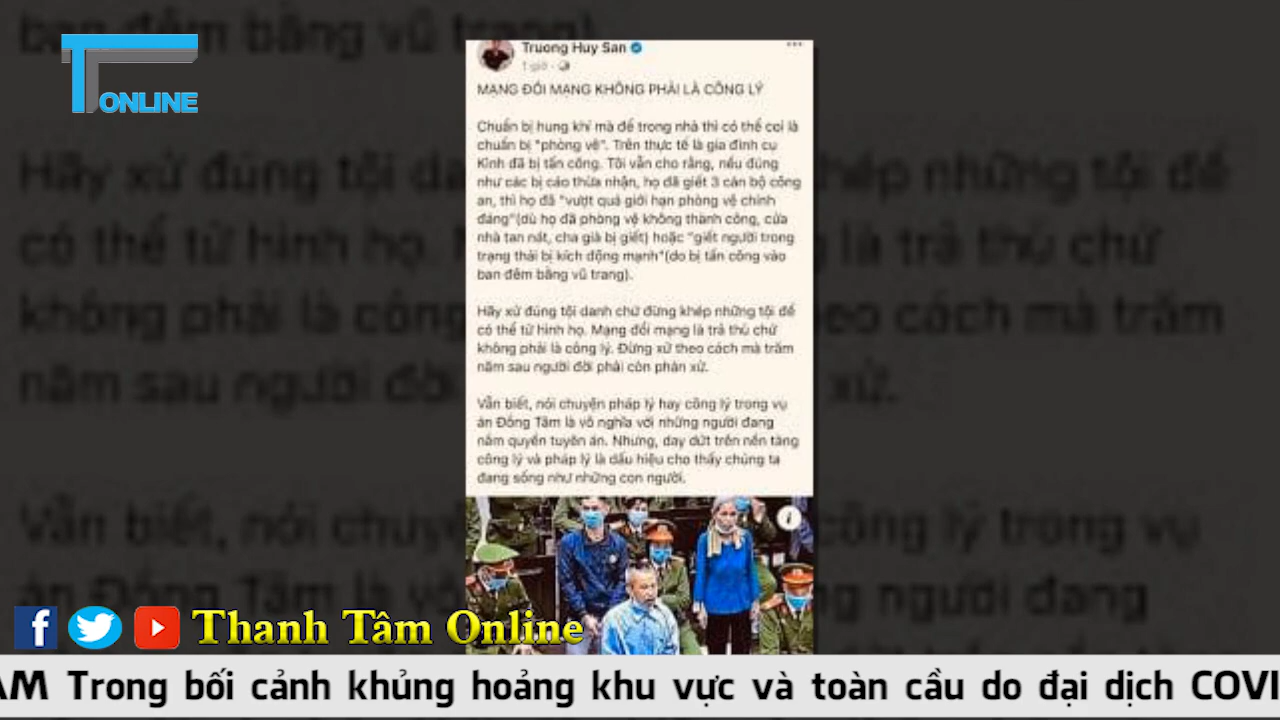 T
ONLINE
Truong Huy San
1 giờ
MẠNG ĐỔI MẠNG KHÔNG PHẢI LÀ CÔNG LÝ
Chuẩn bị hung khí mà để trong nhà thì có thể coi là
chuẩn bị "phòng vệ". Trên thực tế là gia đình cụ
Kình đã bị tấn công. Tôi vẫn cho rằng, nếu đúng
như các bị cáo thừa nhận, họ đã giết 3 cán bộ công
an, thì họ đã "vượt quá giới hạn phòng vệ chính
đáng"(dù họ đã phòng vệ không thành công, cửa
nhà tan nát, cha già bị giết) hoặc "giết người trong
trạng thái bị kích động mạnh"(do bị tấn công vào
ban đêm bằng vũ trang).
Hãy xử đúng tội danh chứ đừng khép những tội để
có thể tử hình họ. Mạng đổi mạng là trả thù chứ
không phải là công lý. Đừng xử theo cách mà trăm
năm sau người đời phải còn phán xử.
Vẫn biết, nói chuyện pháp lý hay công lý trong vụ
án Đồng Tâm là vô nghĩa với những người đang
nắm quyền tuyên án. Nhưng, day dứt trên nền tảng
công lý và pháp lý là dấu hiệu cho thấy chúng ta
đang sống như những con người.
Thanh Tâm Online
AM Trong bối cảnh khủng hoảng khu vực và toàn cầu do đại dịch COVI